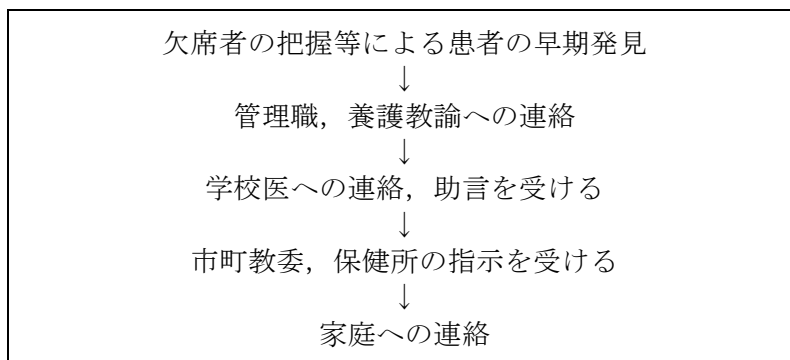 欠席者の把握等による患者の早期発見
↓
管理職，養護教諭への連絡
↓
学校医への連絡，助言を受ける
↓
市町教委，保健所の指示を受ける
↓
家庭への連絡